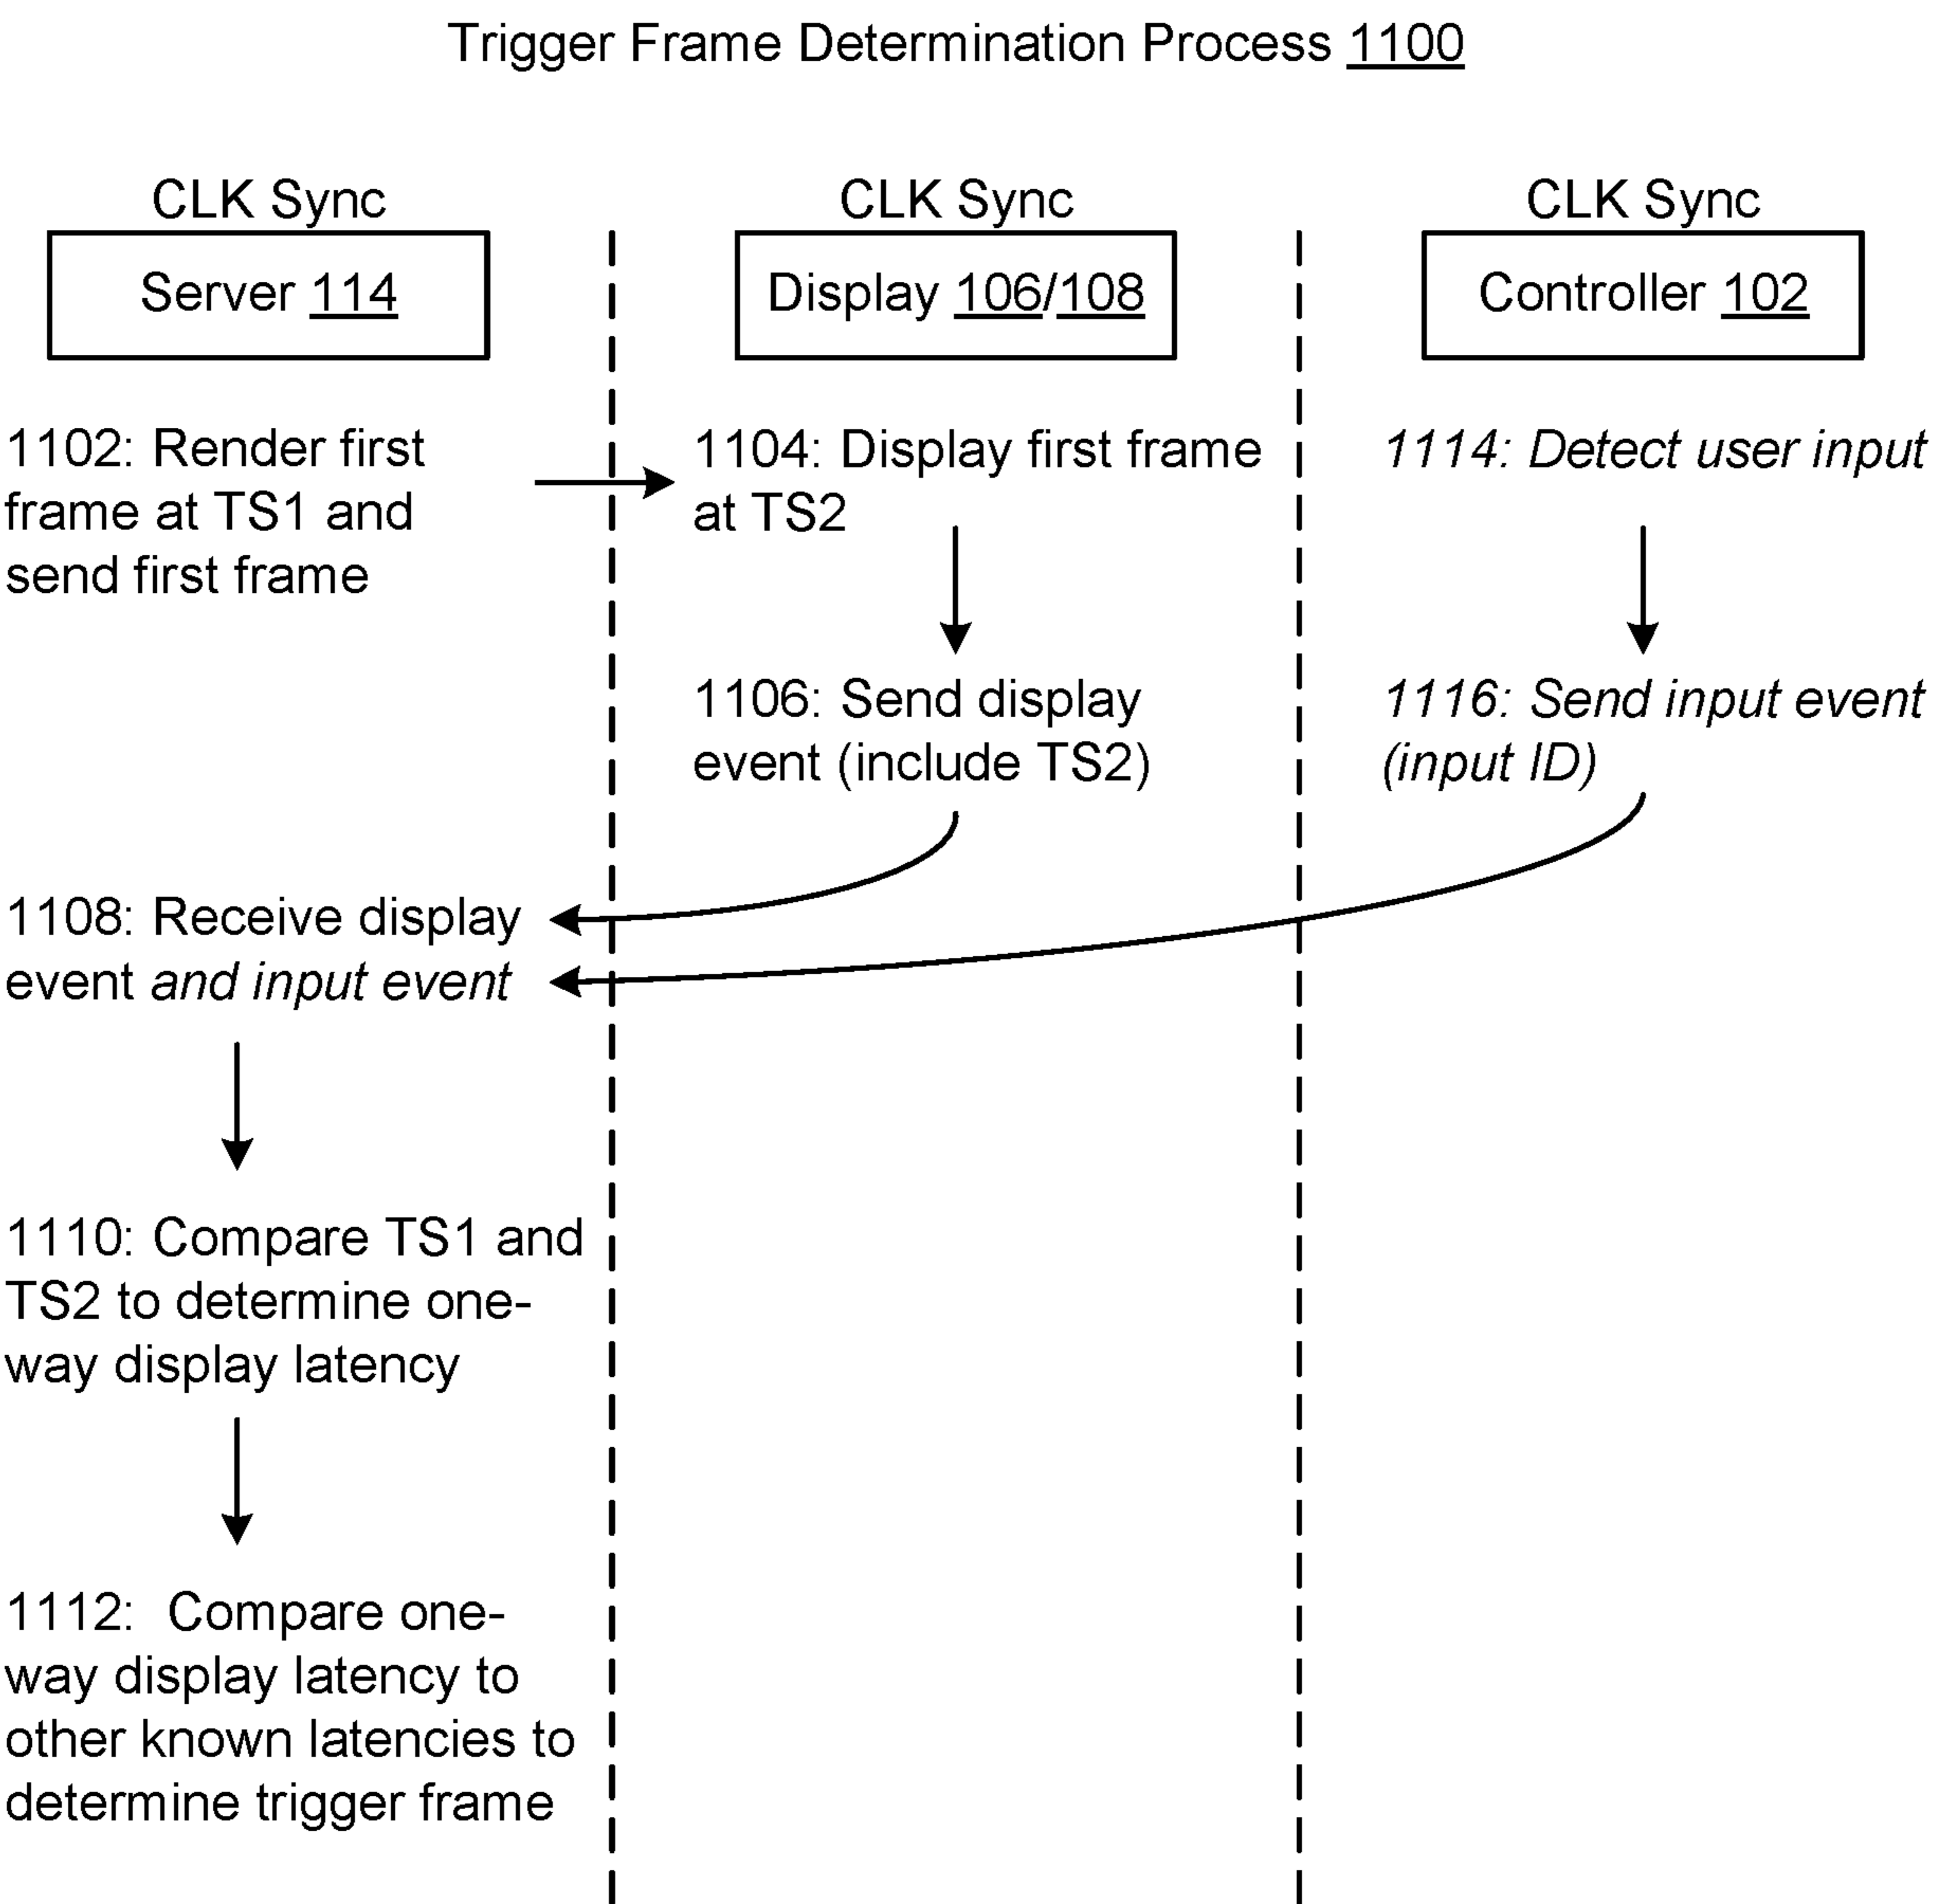 Trigger Frame Determination Process 1100
CLK Sync
Server 114
CLK Sync
Display 106/108
CLK Sync
Controller 102
1102: Render first
frame at TS1 and
send first frame
1104: Display first frame
at TS2
1114: Detect user input
1106: Send display
event (include TS2)
1116: Send input event
(input ID)
1108: Receive display
event and input event
1110: Compare TS1 and
TS2 to determine one-
way display latency
1112: Compare one-
way display latency to
other known latencies to
determine trigger frame